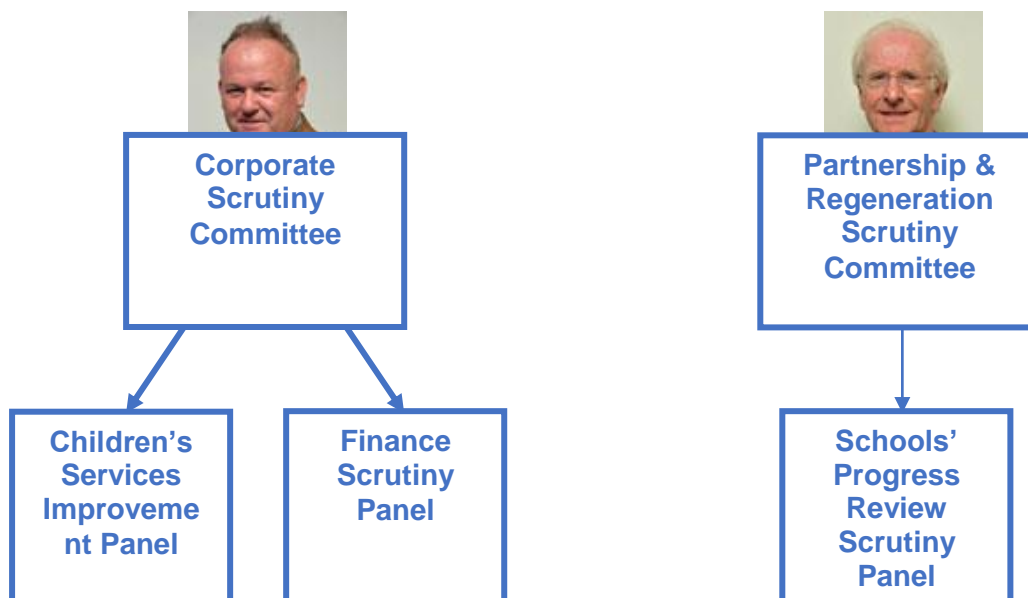 Corporate
Scrutiny
Committee
Partnership &
Regeneration
Scrutiny
Committee
Children’s
Services
Improveme
nt Panel
Finance
Scrutiny
Panel
Schools’
Progress
Review
Scrutiny
Panel